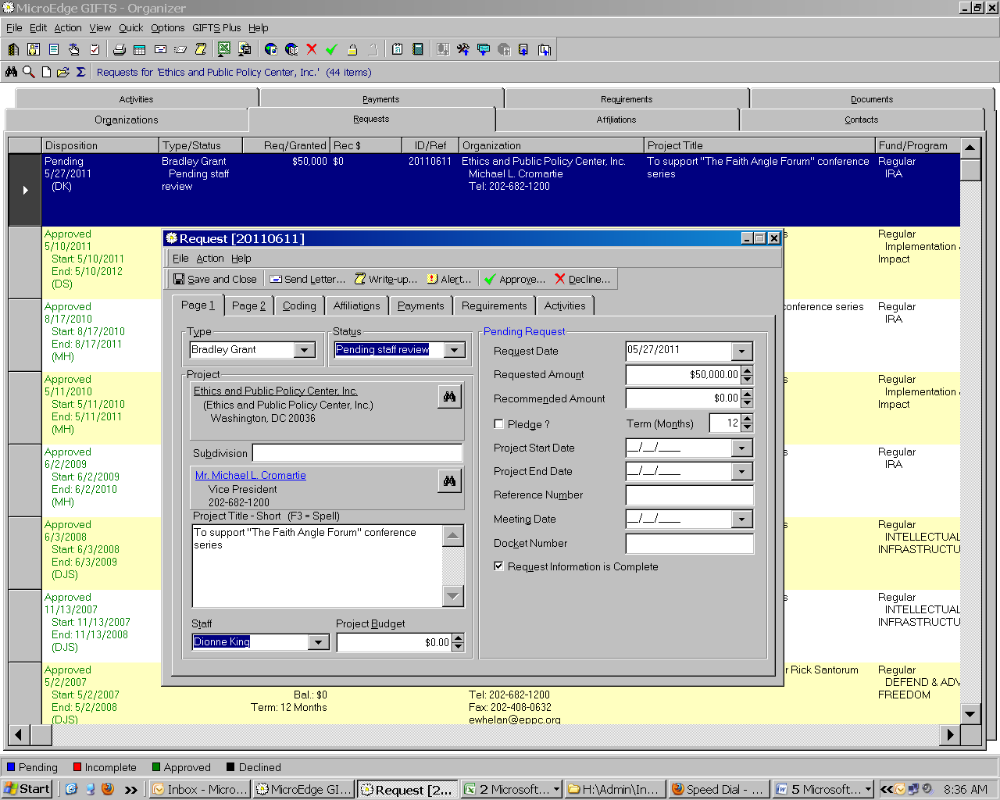 MicroEdge GIFTS - Organizer
File Edit Action View Quick Options GIFTS Plus Help
Requests for 'Ethics and Public Policy Center, Inc.' (44 items)
Activities Payments Requirements Documents
Organizations Requests Affiliations Contacts
Disposition Type/Status Req/Granted Rec $ ID/Ref Organization Project Title Fund/Program
Pending Bradley Grant $50,000 $0 20110611 Ethics and Public Policy Center, Inc. To support "The Faith Angle Forum" conference Regular
5/27/2011 Pending staff Michael L. Cromartie series IRA
(DK) review Tel: 202-682-1200
Approved Regular
5/10/2011 Implementation &
Start: 5/10/2011 Impact
End: 5/10/2012
(DS)
Approved conference series Regular
8/17/2010 IRA
Start: 8/17/2010
End: 8/17/2011
(MH)
Approved Regular
5/11/2010 Implementation &
Start: 5/11/2010 Impact
End: 5/11/2011
(MH)
Approved Regular
6/2/2009 IRA
Start: 6/2/2009
End: 6/2/2010
(MH)
Approved Regular
6/3/2008 INTELLECTUAL
Start: 6/3/2008 INFRASTRUCTU
End: 6/3/2009
(DJS)
Approved Regular
11/13/2007 INTELLECTUAL
Start: 11/13/2007 INFRASTRUCTU
End: 11/13/2008
(DJS)
Approved r Rick Santorum Regular
5/2/2007 DEFEND & ADV
Start: 5/2/2007 Bal.: $0 Tel: 202-682-1200 FREEDOM
End: 5/2/2008 Term: 12 Months Fax: 202-408-0632
(DJS) ewhelan@eppc.org
Request [20110611]
File Action Help
Save and Close Send Letter... Write-up... Alert... Approve... Decline...
Page 1 Page 2 Coding Affiliations Payments Requirements Activities
Type Status
Bradley Grant Pending staff review
Project
Ethics and Public Policy Center, Inc.
(Ethics and Public Policy Center, Inc.)
Washington, DC 20036
Subdivision
Mr. Michael L. Cromartie
Vice President
202-682-1200
Project Title - Short (F3 = Spell)
To support "The Faith Angle Forum" conference
series
Staff Project Budget
Dionne King $0.00
Pending Request
Request Date 05/27/2011
Requested Amount $50,000.00
Recommended Amount $0.00
Pledge ? Term (Months) 12
Project Start Date __/__/____
Project End Date __/__/____
Reference Number
Meeting Date __/__/____
Docket Number
Request Information is Complete
Pending Incomplete Approved Declined
Start Inbox - Micro... MicroEdge GI... Request [2... 2 Microsoft... H:\Admin\In... Speed Dial - ... 5 Microsoft... 8:36 AM